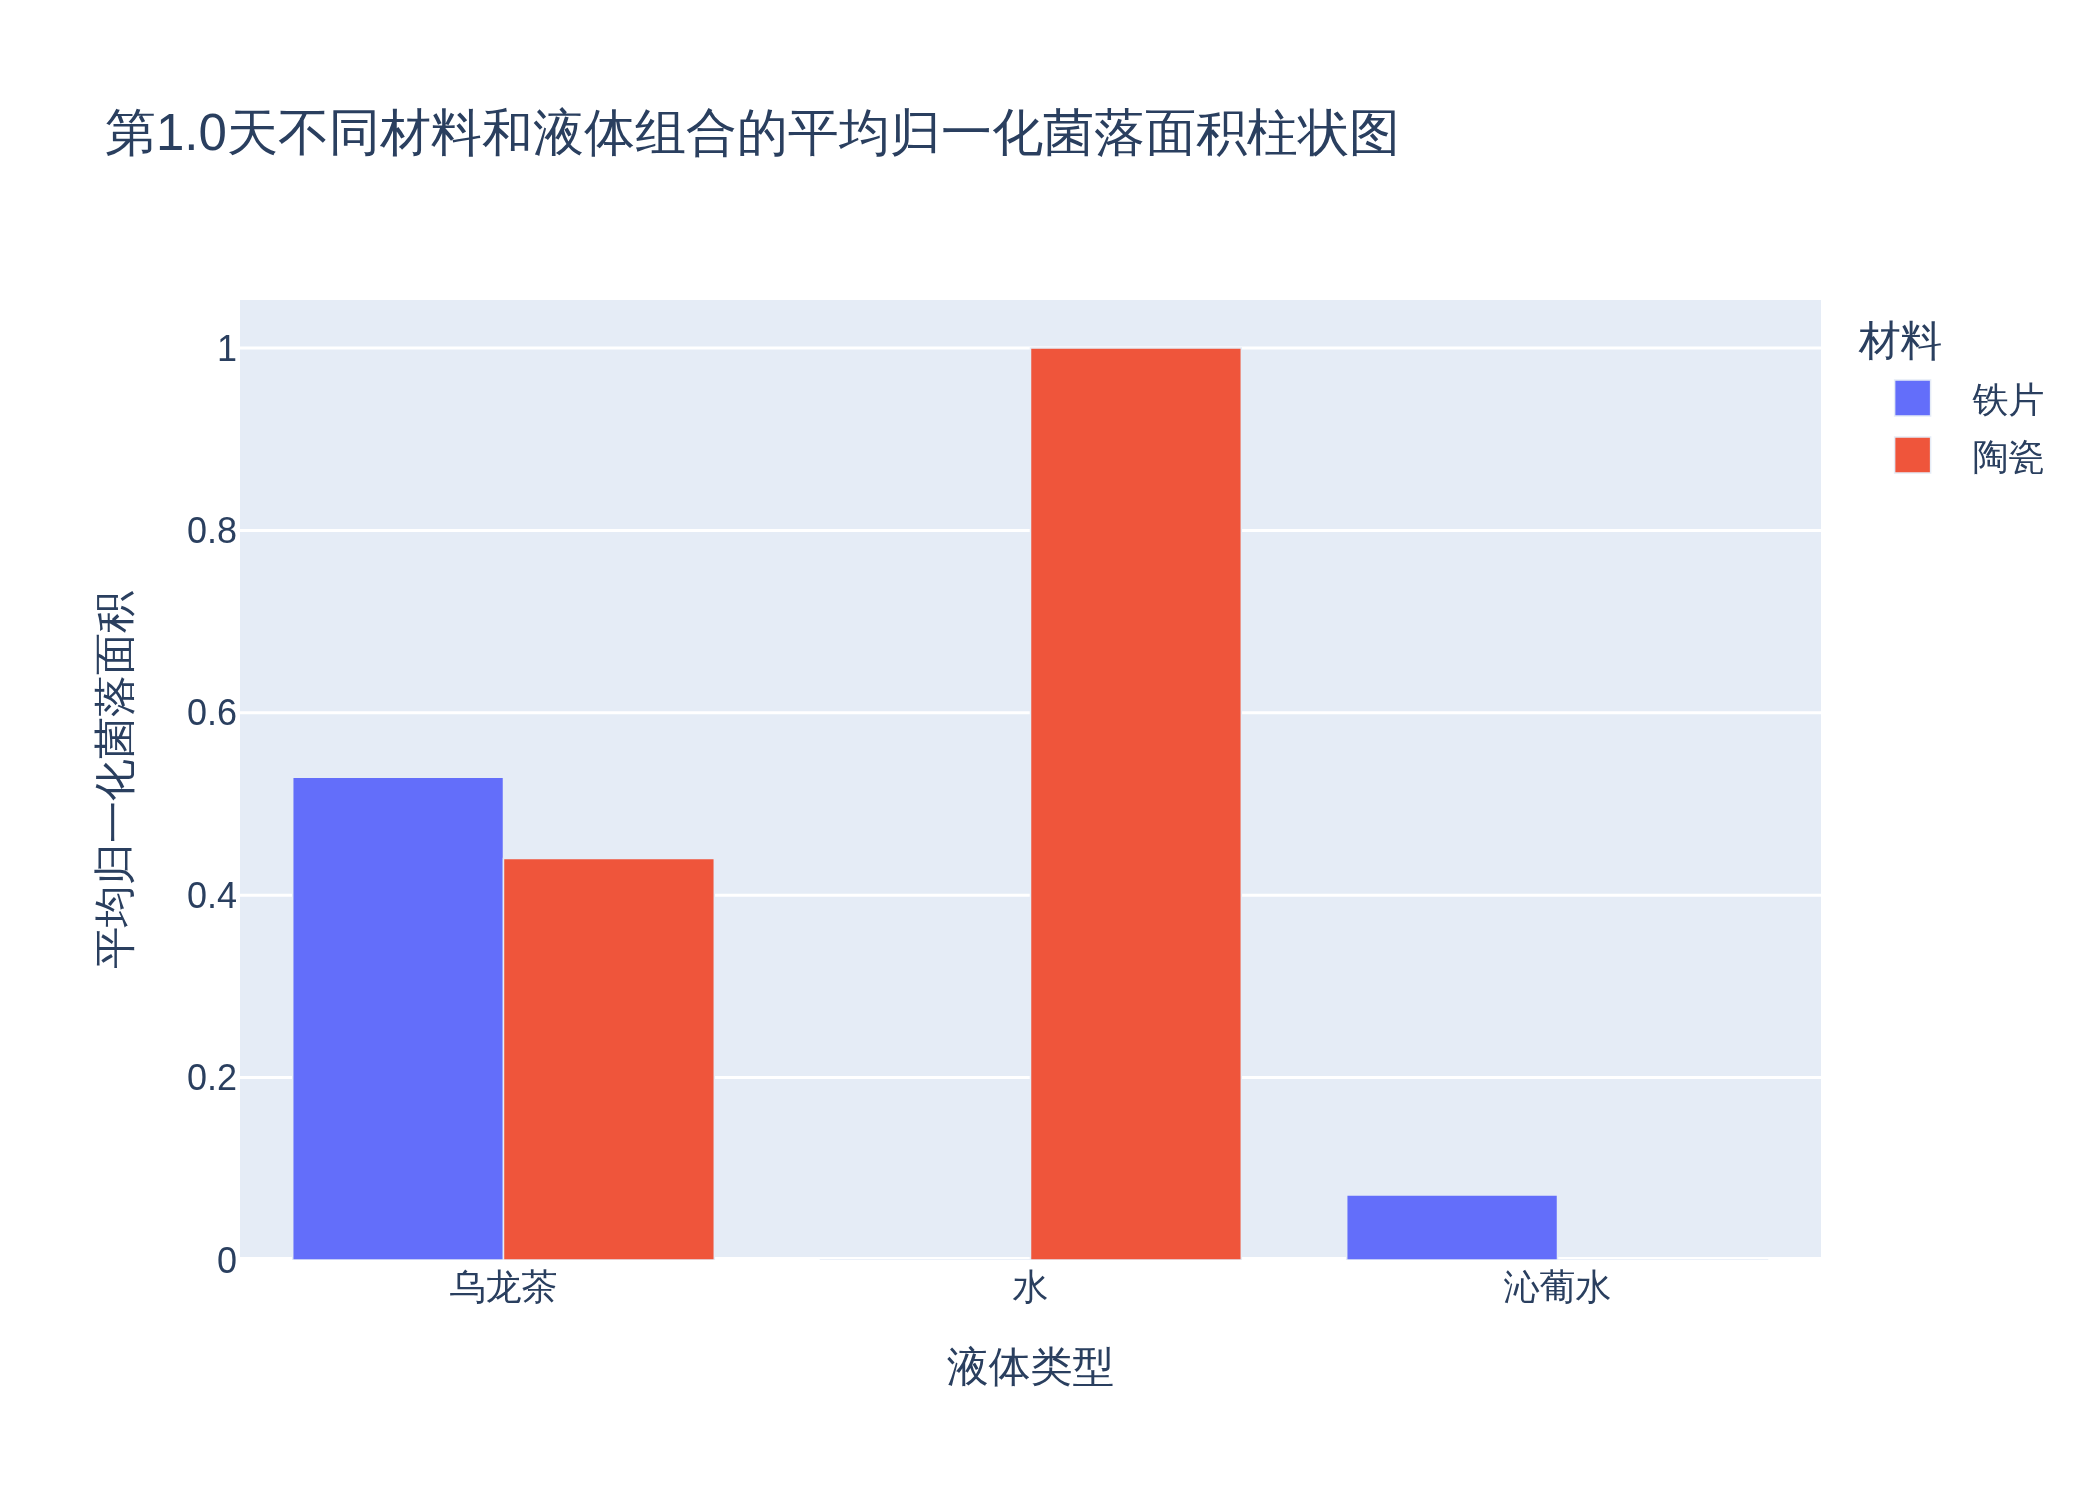 第1.0天不同材料和液体组合的平均归一化菌落面积柱状图
材料
铁片
陶瓷
平均归一化菌落面积
1
0.8
0.6
0.4
0.2
0
乌龙茶
水
沁葡水
液体类型